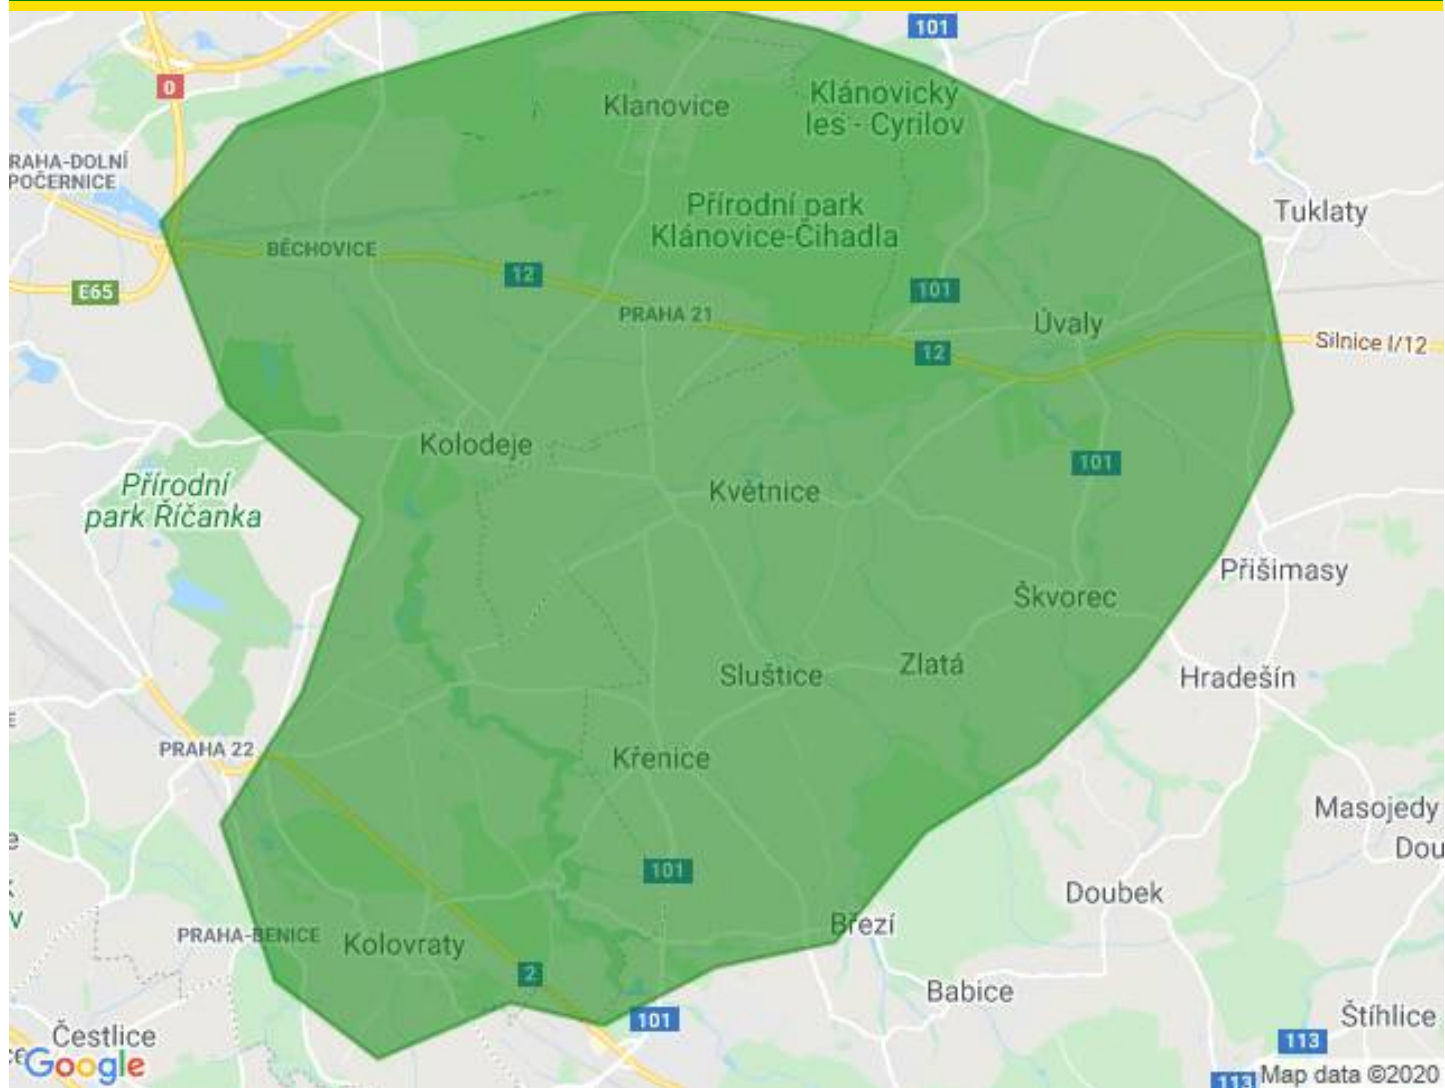 101
0
Klanovice
Klánovický
les - Cyrilov
RAHA-DOLNÍ
POČERNICE
Přírodní park
Klánovice-Čihadla
Tuklaty
BĚCHOVICE
12
E65
101
PRAHA 21
Úvaly
12
Silnice I/12
Kolodeje
101
Přírodní
park Říčanka
Květnice
Přišimasy
Škvorec
Sluštice
Zlatá
Hradešín
PRAHA 22
Křenice
Masojedy
Dou
101
Doubek
Březí
PRAHA-BENICE
Kolovraty
2
Babice
101
Štíhlice
Čestlice
113
Google
113
Map data ©2020